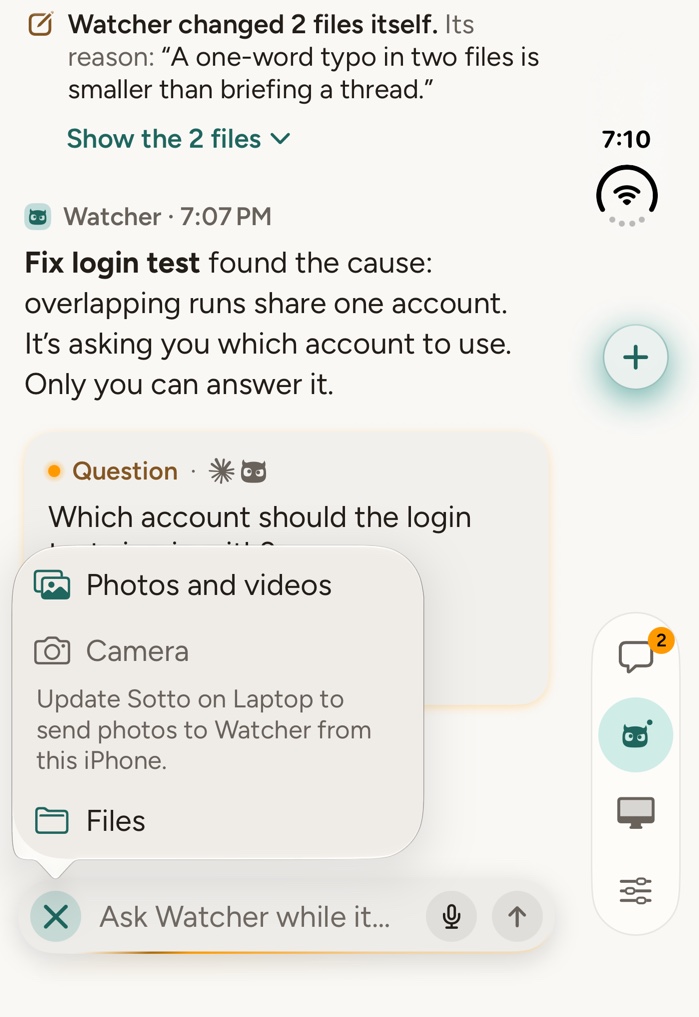 Watcher changed 2 files itself. Its
reason: “A one-word typo in two files is
smaller than briefing a thread.”
Show the 2 files
7:10
Watcher · 7:07 PM
Fix login test found the cause:
overlapping runs share one account.
It’s asking you which account to use.
Only you can answer it.
Question ·
Which account should the login
Photos and videos
Camera
Update Sotto on Laptop to
send photos to Watcher from
this iPhone.
Files
2
Ask Watcher while it…